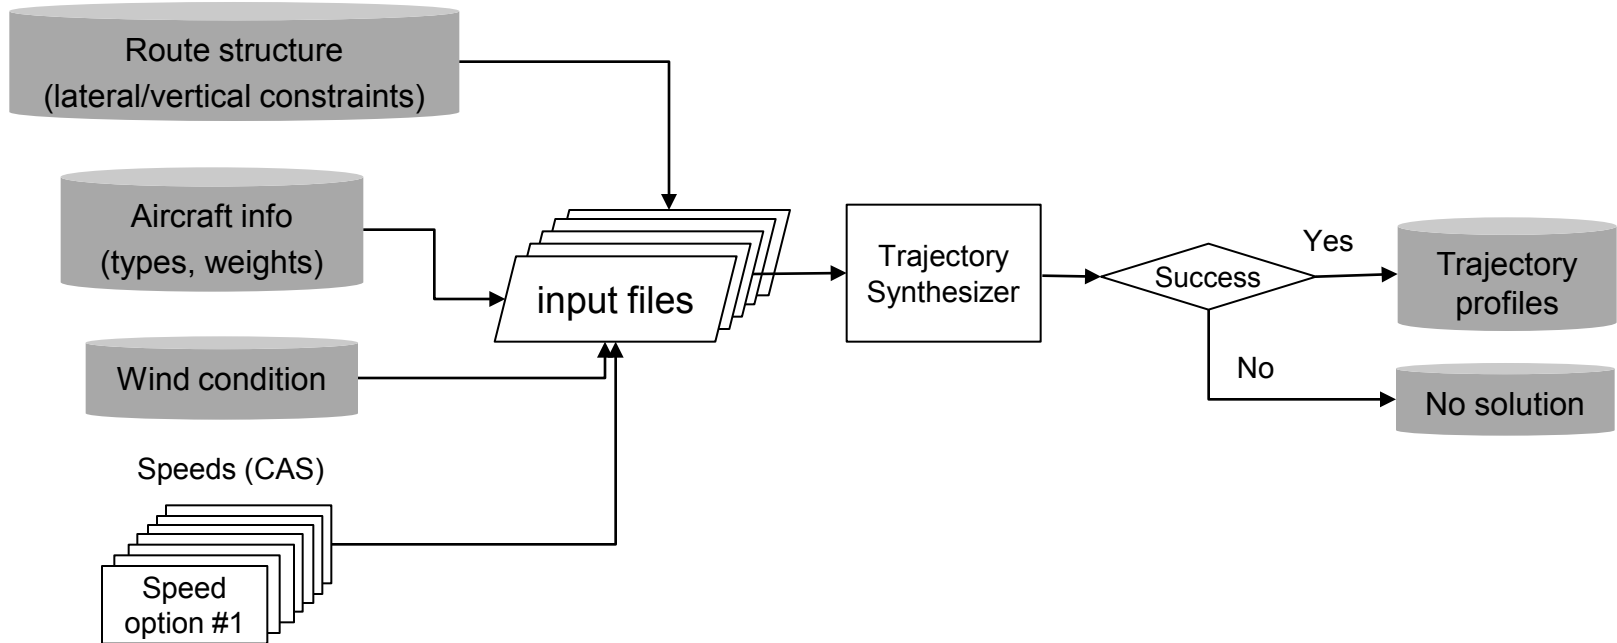 Route structure
(lateral/vertical constraints)
Aircraft info
(types, weights)
Wind condition
Speeds (CAS)
Speed
option #1
input files
Trajectory
Synthesizer
Success
Yes
No
Trajectory
profiles
No solution